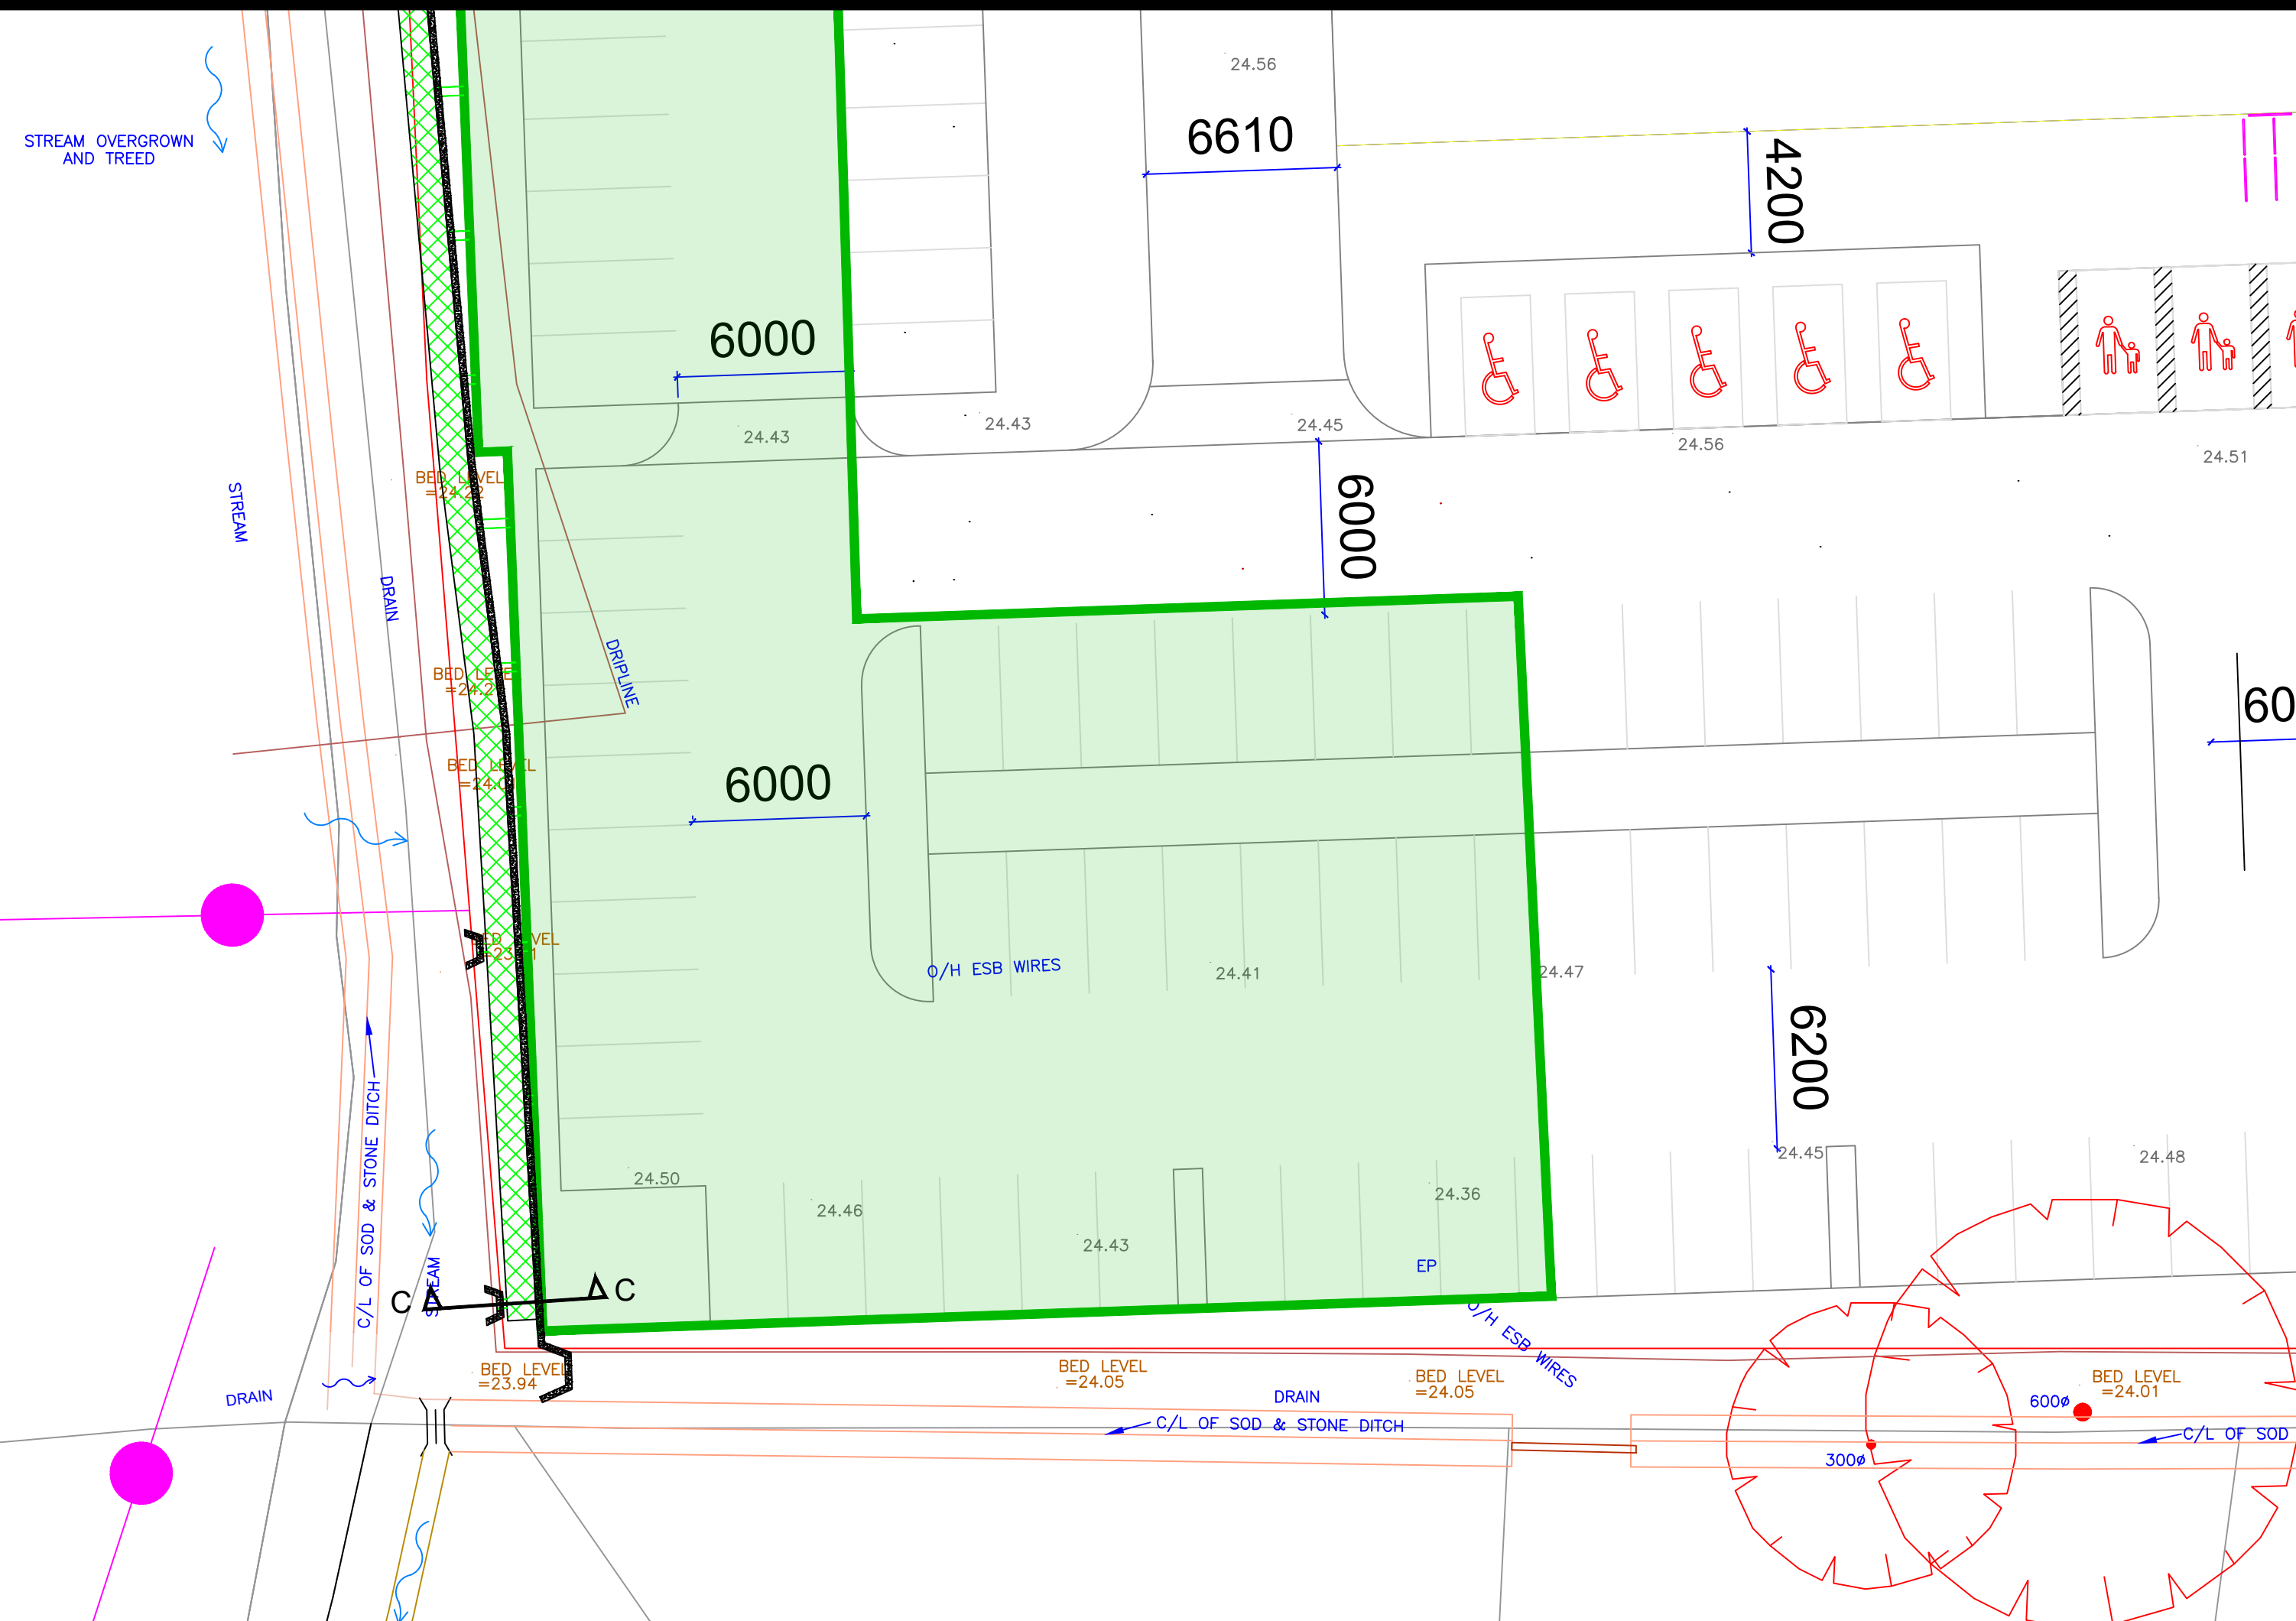 24.56
6610
4200
STREAM OVERGROWN
AND TREED
6000
24.43
24.43
24.45
24.56
24.51
BED LEVEL
=24.22
STREAM
6000
DRAIN
DRIPLINE
BED LEVEL
BED LEVEL
6000
O/H ESB WIRES
24.41
24.47
6200
C/L OF SOD & STONE DITCH
24.50
24.46
24.43
24.36
24.45
24.48
EP
C
C
STREAM
O/H ESB WIRES
BED LEVEL
=23.94
BED LEVEL
=24.05
BED LEVEL
=24.05
BED LEVEL
=24.01
DRAIN
DRAIN
600ø
C/L OF SOD & STONE DITCH
C/L OF SOD
300ø